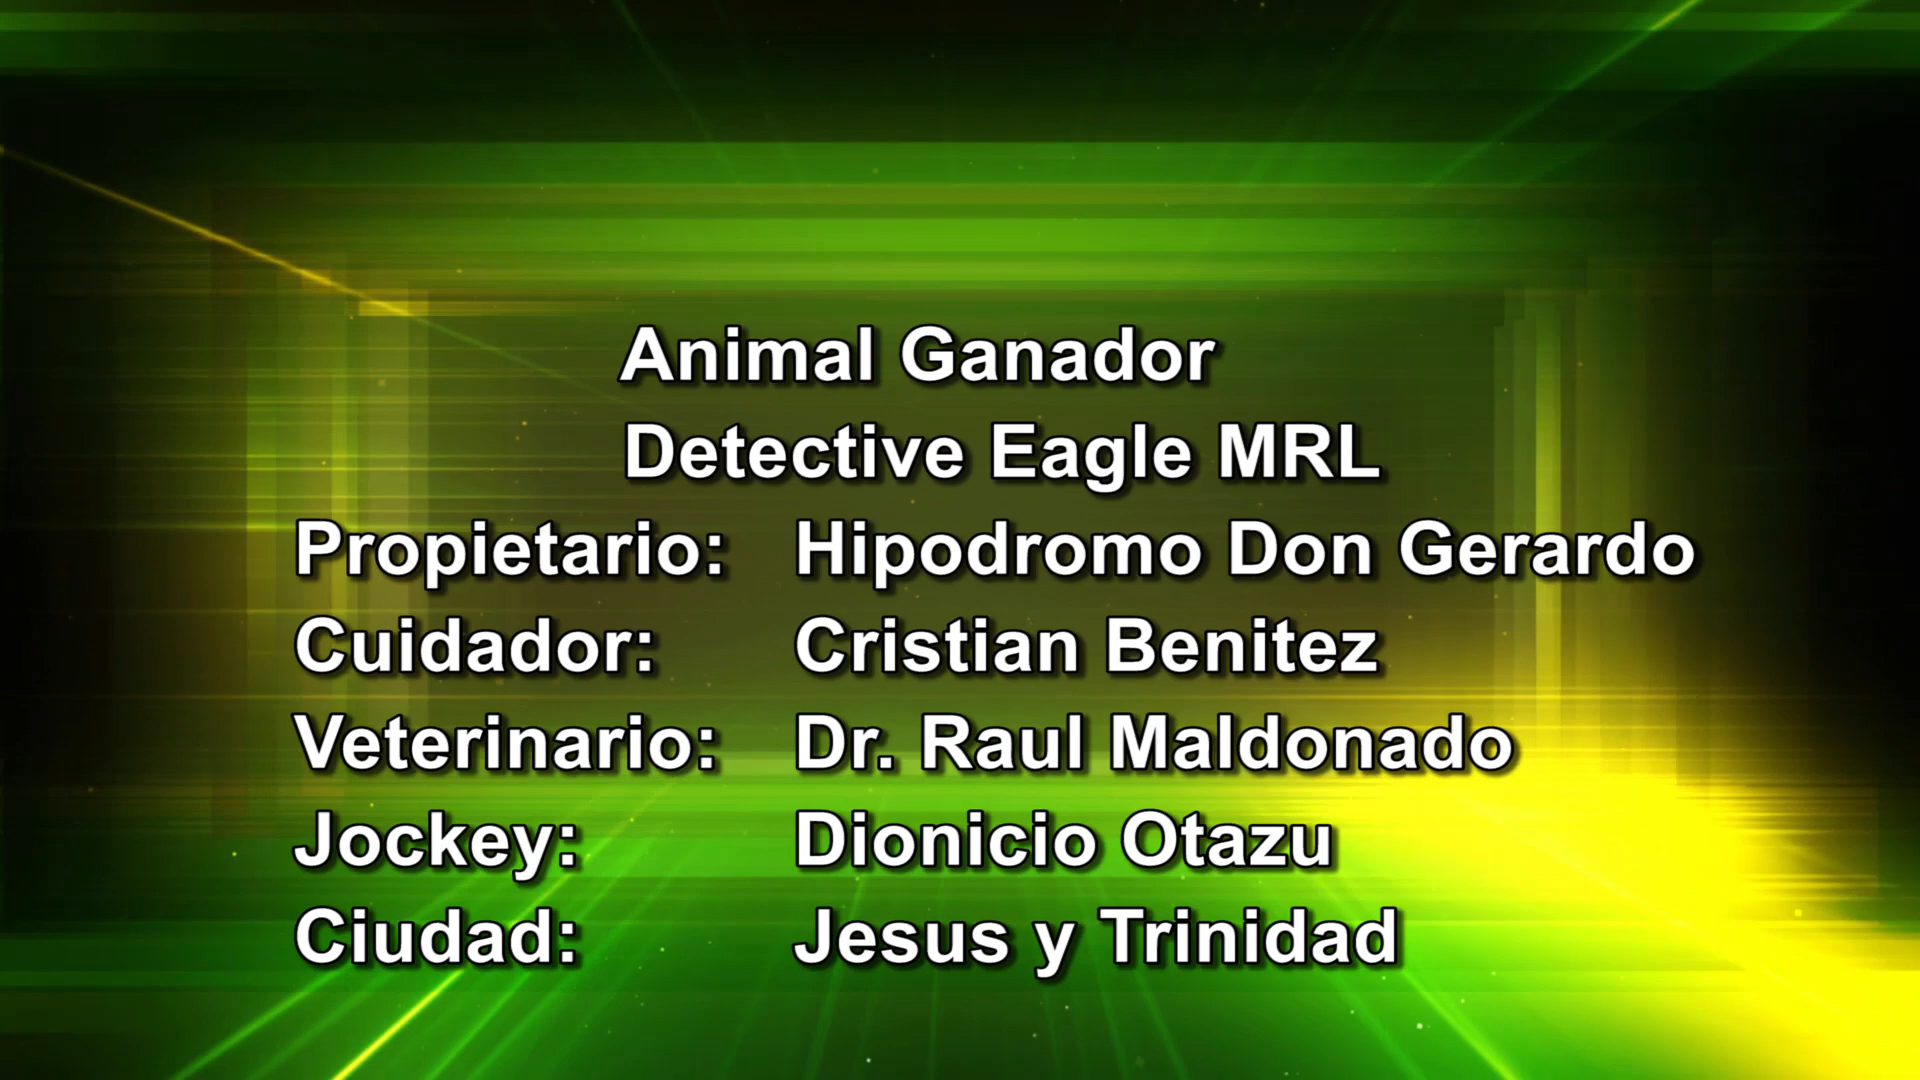 Animal Ganador
Detective Eagle MRL
Propietario: Hipodromo Don Gerardo
Cuidador: Cristian Benitez
Veterinario: Dr. Raul Maldonado
Jockey: Dionicio Otazu
Ciudad: Jesus y Trinidad